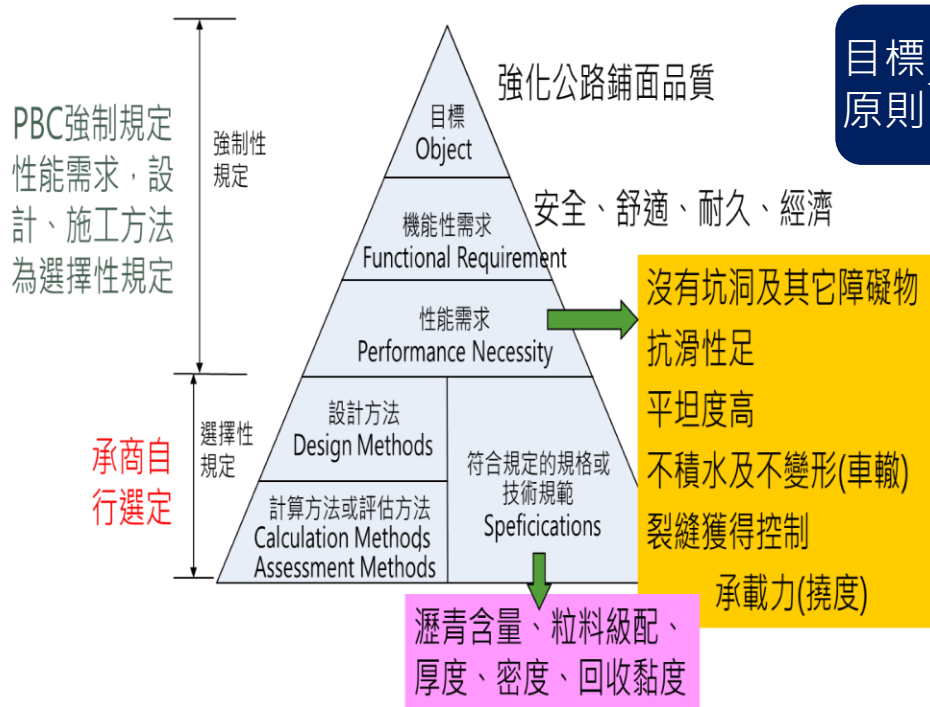 目標
原則
強化公路鋪面品質
目標
Object
PBC強制規定
性能需求，設
計、施工方法
為選擇性規定
強制性
規定
安全、舒適、耐久、經濟
機能性需求
Functional Requirement
性能需求
Performance Necessity
沒有坑洞及其它障礙物
抗滑性足
平坦度高
不積水及不變形(車轍)
裂縫獲得控制
承載力(撓度)
承商自
行選定
選擇性
規定
設計方法
Design Methods
計算方法或評估方法
Calculation Methods
Assessment Methods
符合規定的規格或
技術規範
Speficications
瀝青含量、粒料級配、
厚度、密度、回收黏度